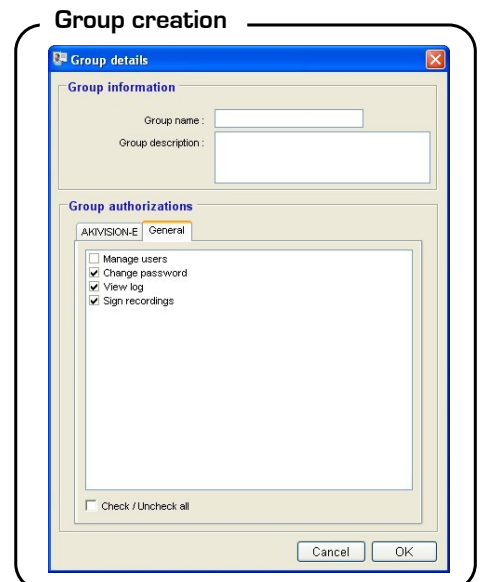 Group creation
Group details
Group information
Group name :
Group description :
Group authorizations
AKIVISION-E General
Manage users
Change password
View log
Sign recordings
Check / Uncheck all
Cancel OK